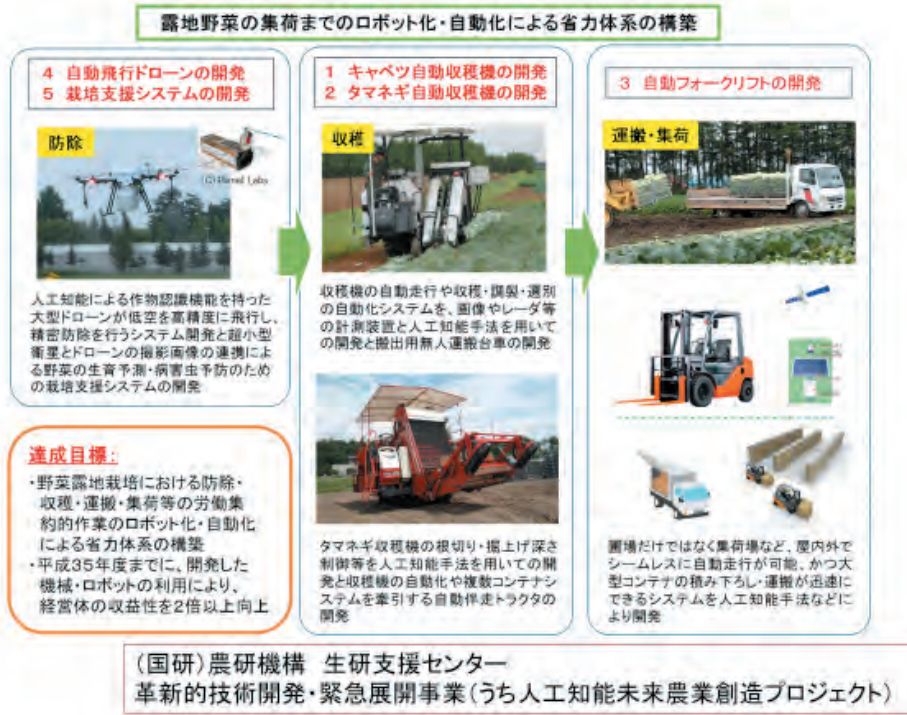 露地野菜の集荷までのロボット化・自動化による省力体系の構築
4 自動飛行ドローンの開発
5 栽培支援システムの開発
防除
人工知能による作物認識機能を持った
大型ドローンが低空を高精度に飛行し、
精密防除を行うシステム開発と超小型
衛星とドローンの撮影画像の連携によ
る野菜の生育予測・病害虫予防のため
の栽培支援システムの開発
達成目標:
・野菜露地栽培における防除・
収穫・運搬・集荷等の労働集
約的作業のロボット化・自動化
による省力体系の構築
・平成35年度までに、開発した
機械・ロボットの利用により、
経営体の収益性を2倍以上向上
1 キャベツ自動収穫機の開発
2 タマネギ自動収穫機の開発
収穫
収穫機の自動走行や収穫・調製・選別
の自動化システムを、画像やレーダ等
の計測装置と人工知能手法を用いて
の開発と搬出用無人運搬台車の開発
タマネギ収穫機の根切り・掘上げ深さ
制御等を人工知能手法を用いての開
発と収穫機の自動化や複数コンテナシ
ステムを牽引する自動伴走トラクタの
開発
3 自動フォークリフトの開発
運搬・集荷
圃場だけではなく集荷場など、屋内外で
シームレスに自動走行が可能、かつ大
型コンテナの積み下ろし・運搬が迅速に
できるシステムを人工知能手法などに
より開発
(国研)農研機構 生研支援センター
革新的技術開発・緊急展開事業(うち人工知能未来農業創造プロジェクト)